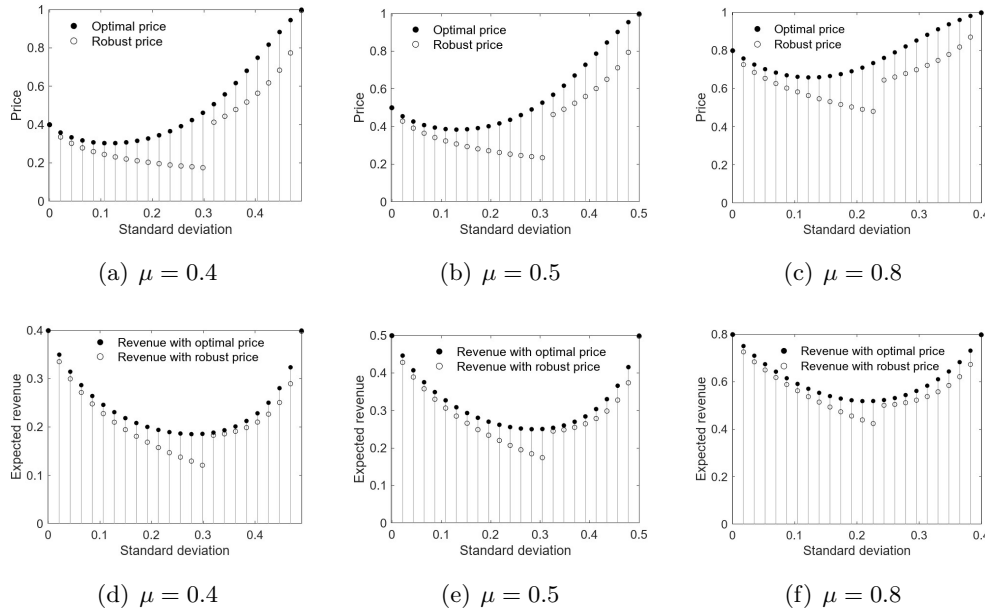 1
0.8
0.6
0.4
0.2
0
Price
Optimal price
Robust price
0 0.1 0.2 0.3 0.4
Standard deviation
(a) μ = 0.4
1
0.8
0.6
0.4
0.2
0
Price
Optimal price
Robust price
0 0.1 0.2 0.3 0.4 0.5
Standard deviation
(b) μ = 0.5
1
0.8
0.6
0.4
0.2
0
Price
Optimal price
Robust price
0 0.1 0.2 0.3 0.4
Standard deviation
(c) μ = 0.8
0.4
0.3
0.2
0.1
0
Expected revenue
Revenue with optimal price
Revenue with robust price
0 0.1 0.2 0.3 0.4
Standard deviation
(d) μ = 0.4
0.5
0.4
0.3
0.2
0.1
0
Expected revenue
Revenue with optimal price
Revenue with robust price
0 0.1 0.2 0.3 0.4 0.5
Standard deviation
(e) μ = 0.5
0.8
0.6
0.4
0.2
0
Expected revenue
Revenue with optimal price
Revenue with robust price
0 0.1 0.2 0.3 0.4
Standard deviation
(f) μ = 0.8